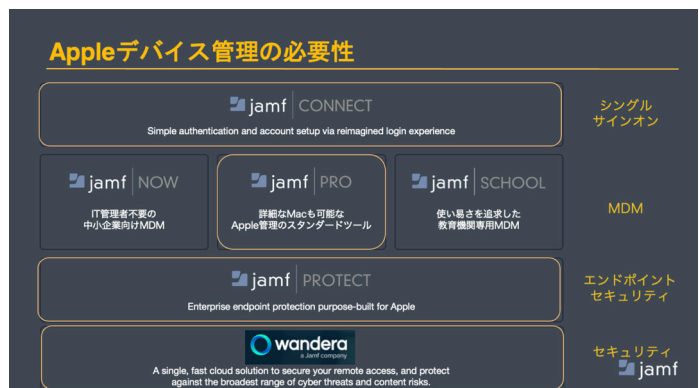 Appleデバイス管理の必要性
jamf CONNECT
Simple authentication and account setup via reimagined login experience
シングル
サインオン
jamf NOW
IT管理者不要の
中小企業向けMDM
jamf PRO
詳細なMacも可能な
Apple管理のスタンダードツール
jamf SCHOOL
使い易さを追求した
教育機関専用MDM
MDM
jamf PROTECT
Enterprise endpoint protection purpose-built for Apple
エンドポイント
セキュリティ
wandera
a Jamf company
A single, fast cloud solution to secure your remote access, and protect
against the broadest range of cyber threats and content risks.
セキュリティ
jamf